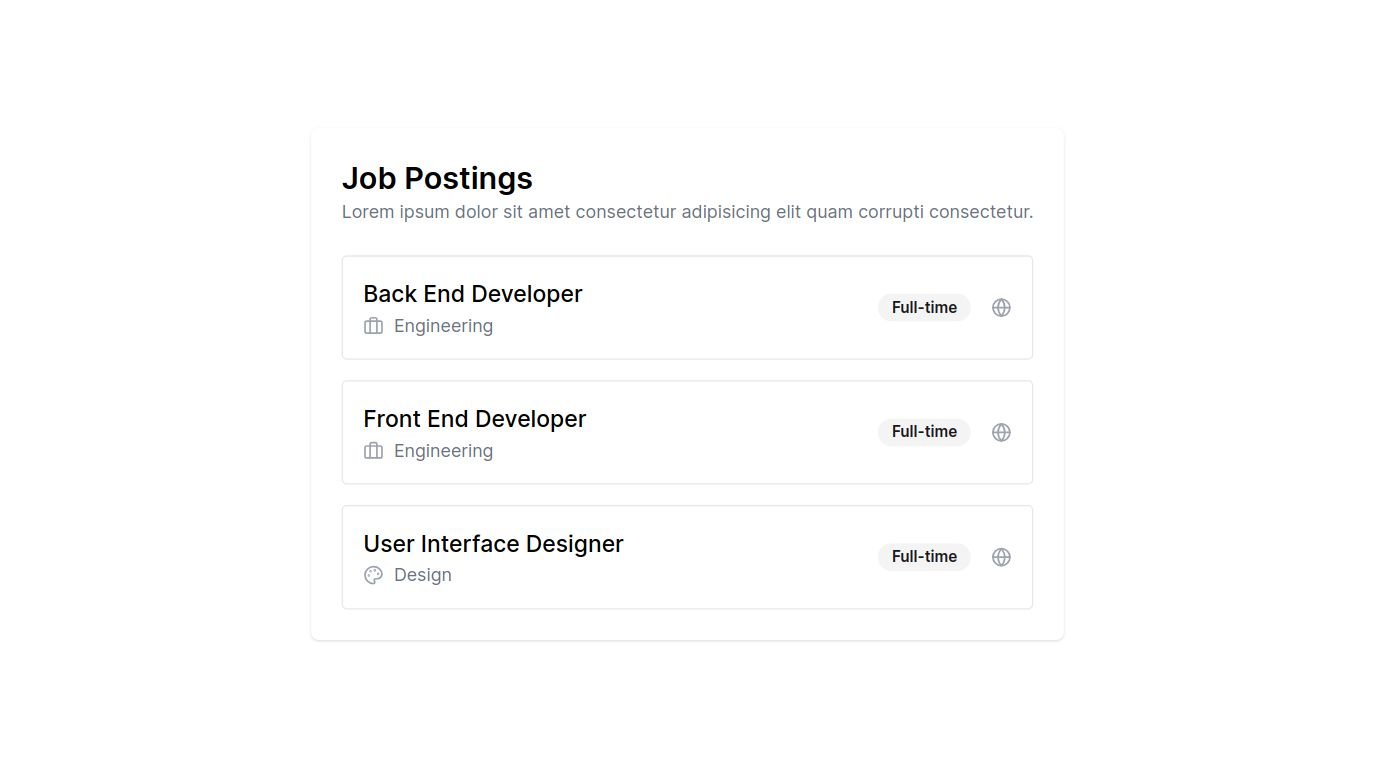 Job Postings
Lorem ipsum dolor sit amet consectetur adipisicing elit quam corrupti consectetur.
Back End Developer
Full-time
Engineering
Front End Developer
Full-time
Engineering
User Interface Designer
Full-time
Design